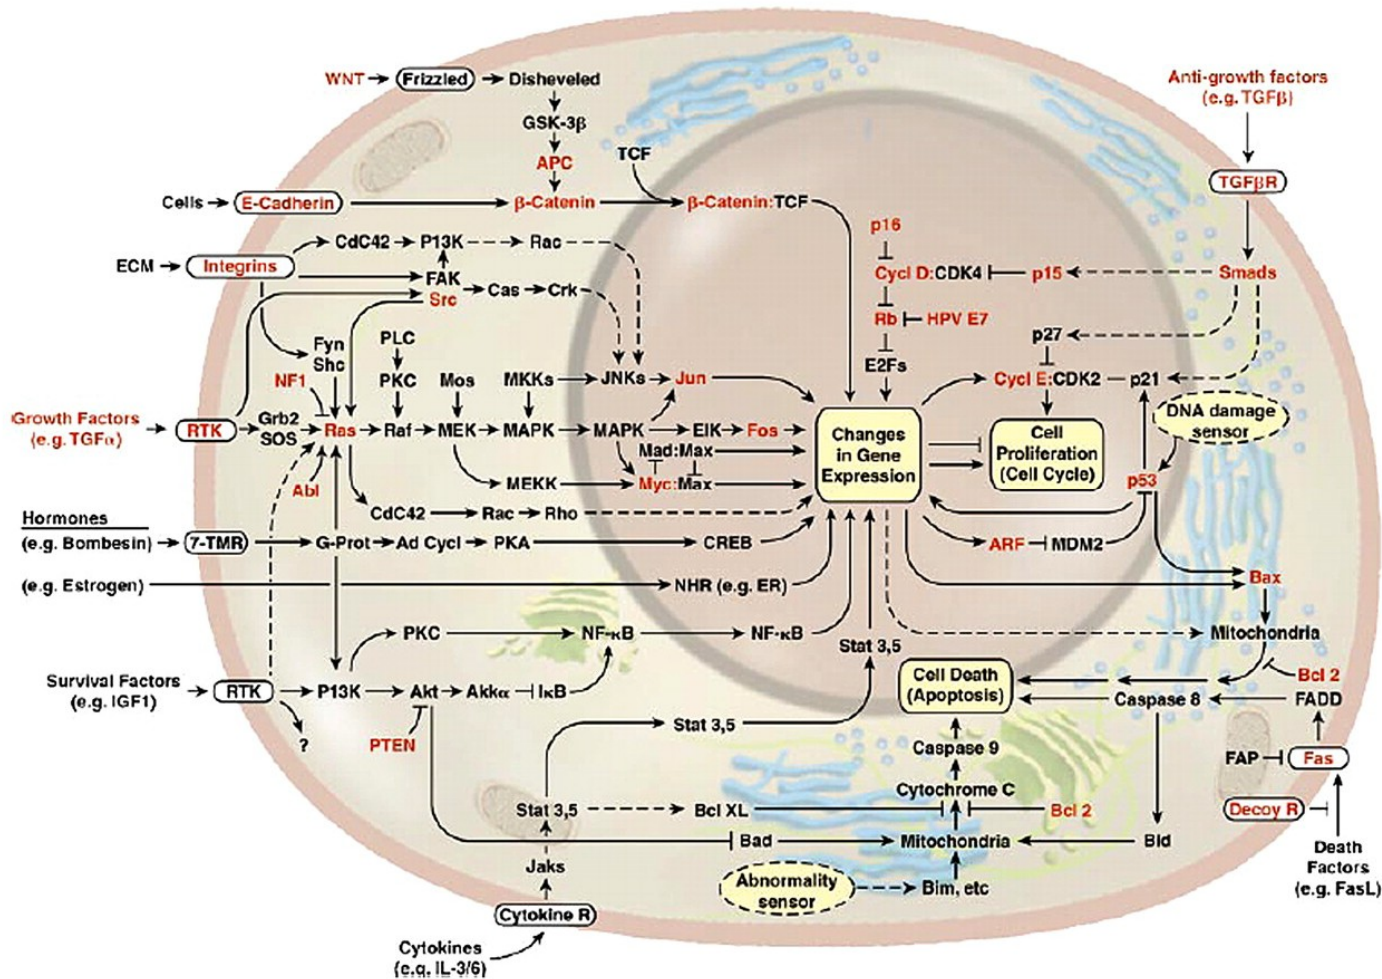 WNT
Frizzled
Disheveled
GSK-3β
APC
TCF
Cells
E-Cadherin
β-Catenin
β-Catenin:TCF
Anti-growth factors
(e.g. TGFβ)
TGFβR
Smads
p16
Cycl D:CDK4
p15
Rb
HPV E7
E2Fs
p27
Cycl E:CDK2
p21
DNA damage
sensor
ECM
Integrins
CdC42
P13K
Rac
FAK
Src
Cas
Crk
Fyn
Shc
PLC
NF1
PKC
Mos
MKKs
JNKs
Jun
Growth Factors
(e.g. TGFα)
RTK
Grb2
SOS
Ras
Raf
MEK
MAPK
MAPK
ElK
Fos
Mad:Max
Abl
MEKK
Myc:Max
CdC42
Rac
Rho
Changes
in Gene
Expression
Cell
Proliferation
(Cell Cycle)
p53
Hormones
(e.g. Bombesin)
7-TMR
G-Prot
Ad Cycl
PKA
CREB
ARF
MDM2
(e.g. Estrogen)
NHR (e.g. ER)
Bax
PKC
NF-κB
NF-κB
Stat 3,5
Mitochondria
Survival Factors
(e.g. IGF1)
RTK
P13K
Akt
Akkα
IκB
?
PTEN
Cell Death
(Apoptosis)
Bcl 2
Caspase 8
FADD
Stat 3,5
Caspase 9
FAP
Fas
Cytochrome C
Stat 3,5
Bcl XL
Bcl 2
Decoy R
Bad
Mitochondria
Bid
Death
Factors
(e.g. FasL)
Jaks
Abnormality
sensor
Bim, etc
Cytokine R
Cytokines
(e.g. IL-3/6)